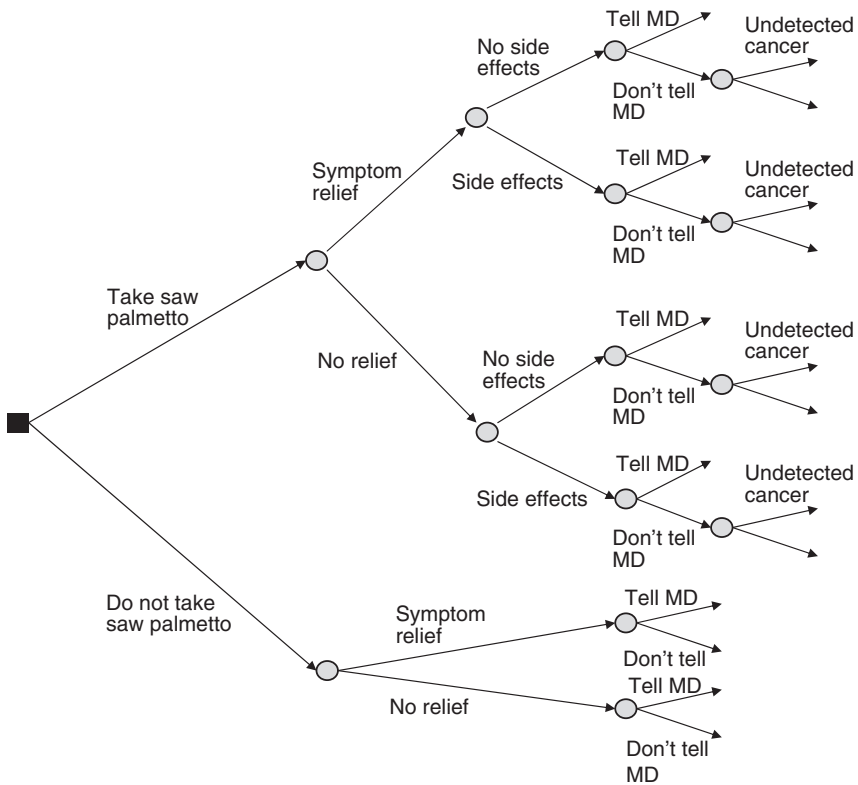 Tell MD
Undetected
cancer
No side
effects
Don't tell
MD
Symptom
relief
Side effects
Tell MD
Undetected
cancer
Don't tell
MD
Take saw
palmetto
No relief
No side
effects
Tell MD
Undetected
cancer
Don't tell
MD
Side effects
Tell MD
Undetected
cancer
Don't tell
MD
Do not take
saw palmetto
Symptom
relief
Tell MD
Don't tell
No relief
Tell MD
Don't tell
MD